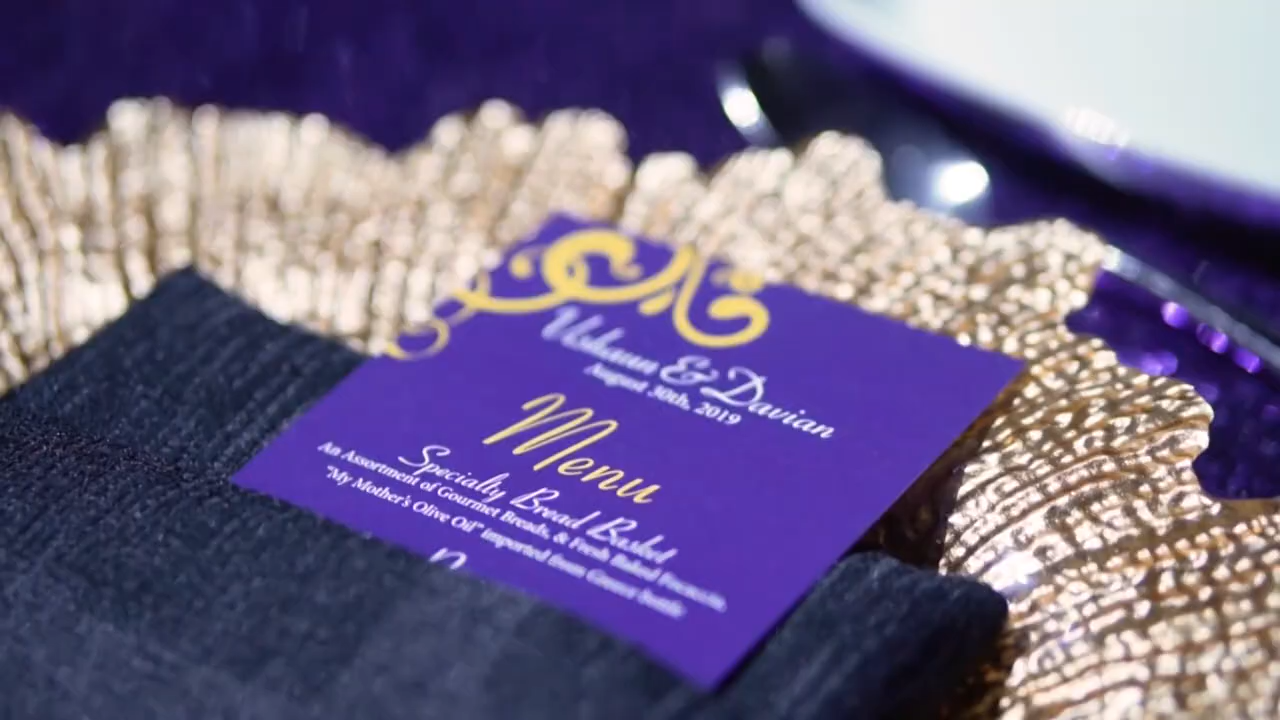 & Davian
August 30th, 2019
Menu
Specialty Bread Basket
An Assortment of Gourmet Breads, & Fresh Baked Focaccia,
"My Mother's Olive Oil" imported from Greece